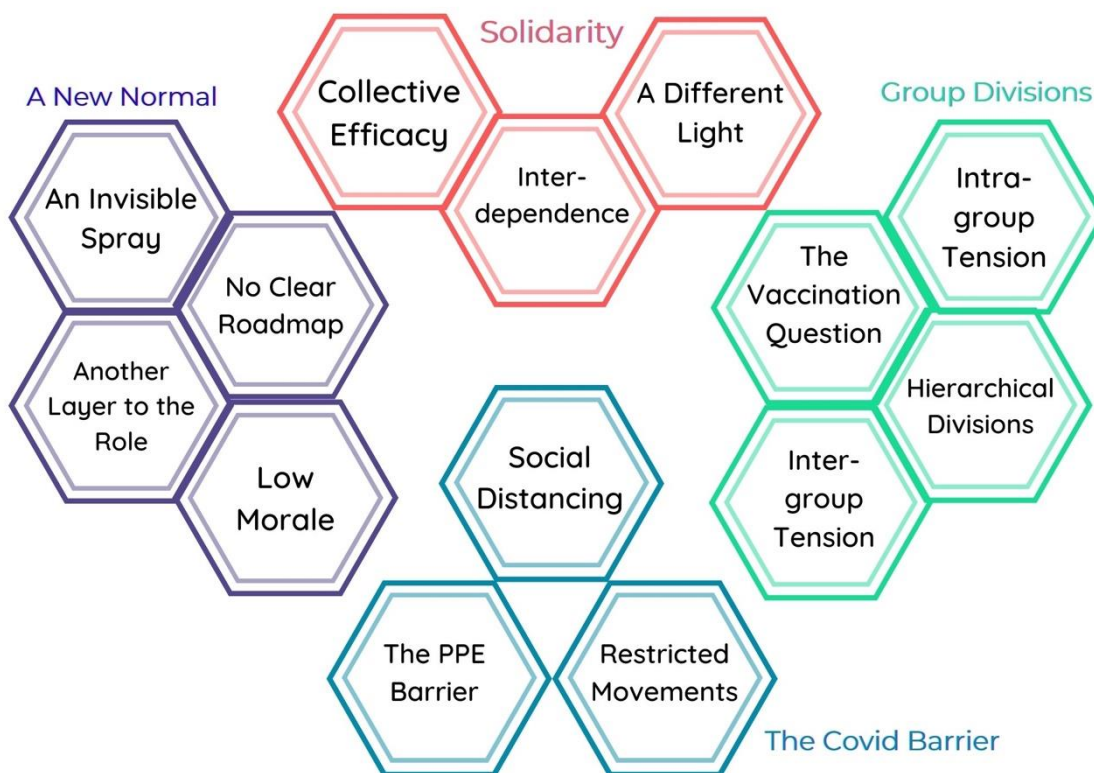 Solidarity
Collective
Efficacy
Inter-
dependence
A Different
Light
A New Normal
An Invisible
Spray
No Clear
Roadmap
Another
Layer to the
Role
Low
Morale
Group Divisions
Intra-
group
Tension
The
Vaccination
Question
Hierarchical
Divisions
Inter-
group
Tension
Social
Distancing
The PPE
Barrier
Restricted
Movements
The Covid Barrier